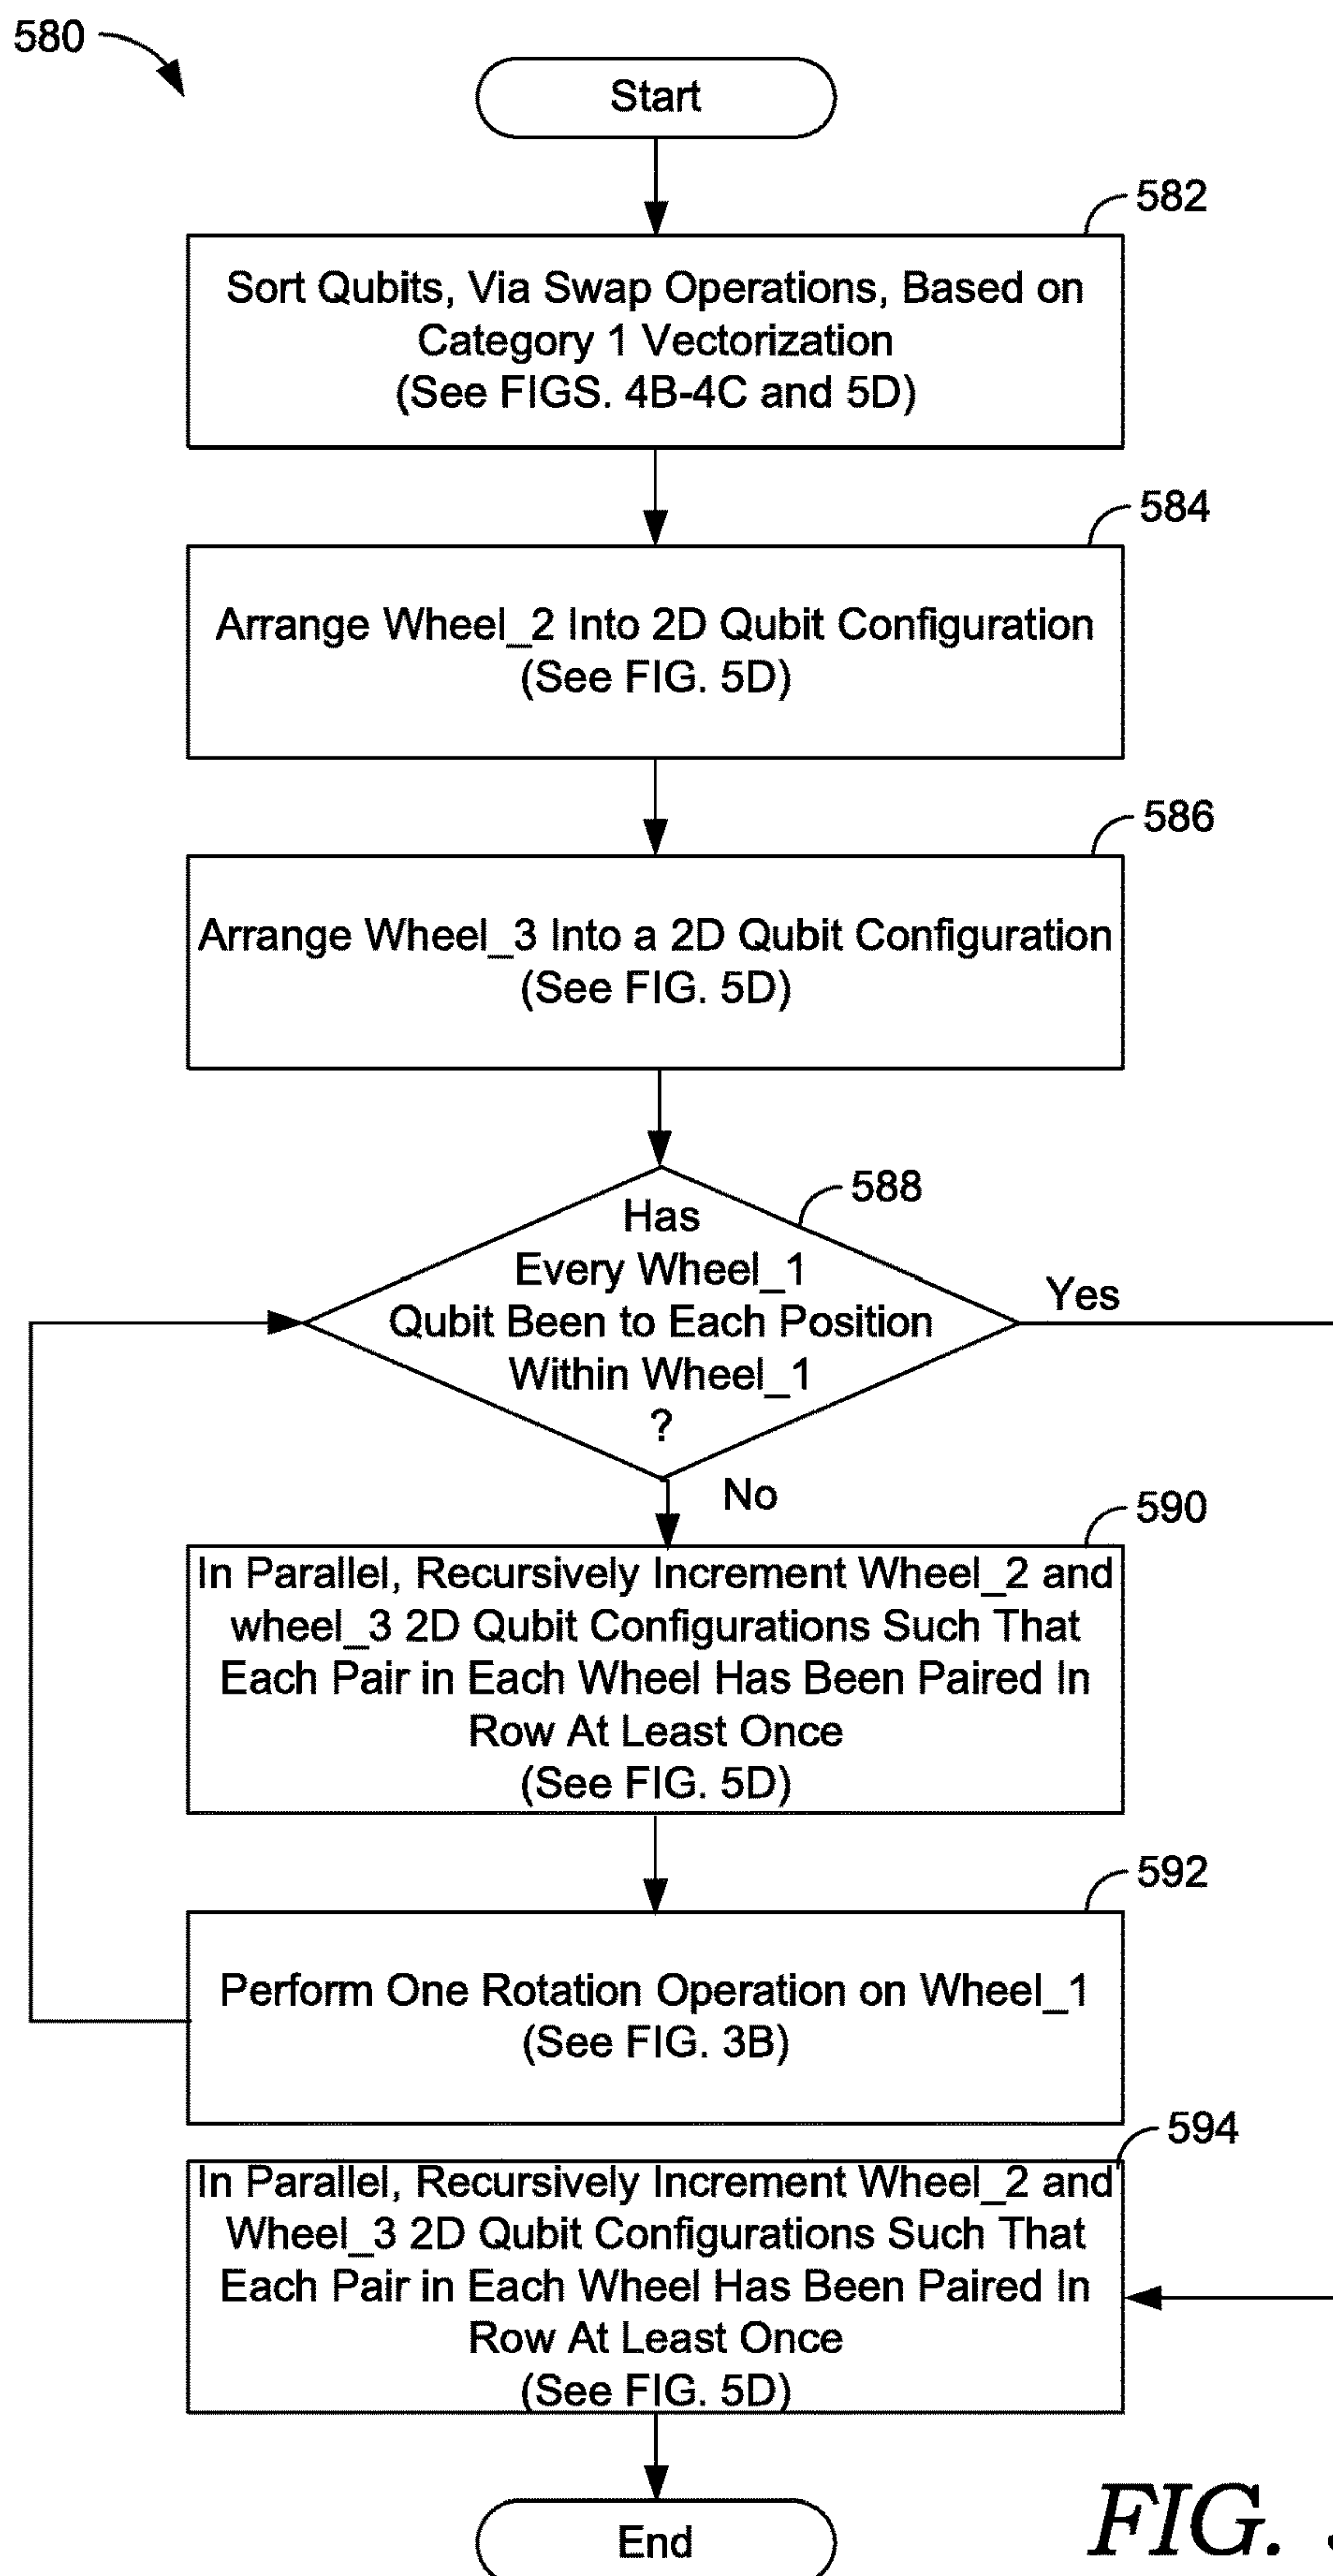 580
Start
582
Sort Qubits, Via Swap Operations, Based on
Category 1 Vectorization
(See FIGS. 4B-4C and 5D)
584
Arrange Wheel_2 Into 2D Qubit Configuration
(See FIG. 5D)
586
Arrange Wheel_3 Into a 2D Qubit Configuration
(See FIG. 5D)
588
Has
Every Wheel_1
Qubit Been to Each Position
Within Wheel_1
?
Yes
No
590
In Parallel, Recursively Increment Wheel_2 and
wheel_3 2D Qubit Configurations Such That
Each Pair in Each Wheel Has Been Paired In
Row At Least Once
(See FIG. 5D)
592
Perform One Rotation Operation on Wheel_1
(See FIG. 3B)
594
In Parallel, Recursively Increment Wheel_2 and
Wheel_3 2D Qubit Configurations Such That
Each Pair in Each Wheel Has Been Paired In
Row At Least Once
(See FIG. 5D)
End
FIG.